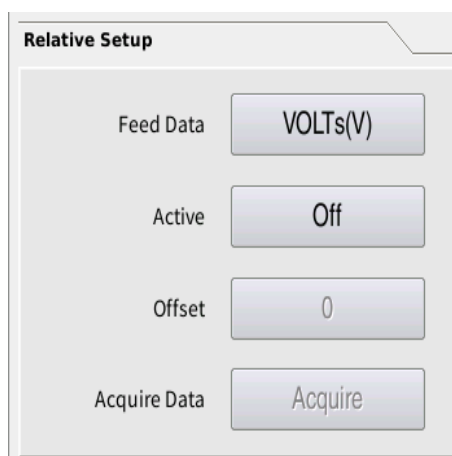 Relative Setup
Feed Data VOLTs(V)
Active Off
Offset 0
Acquire Data Acquire